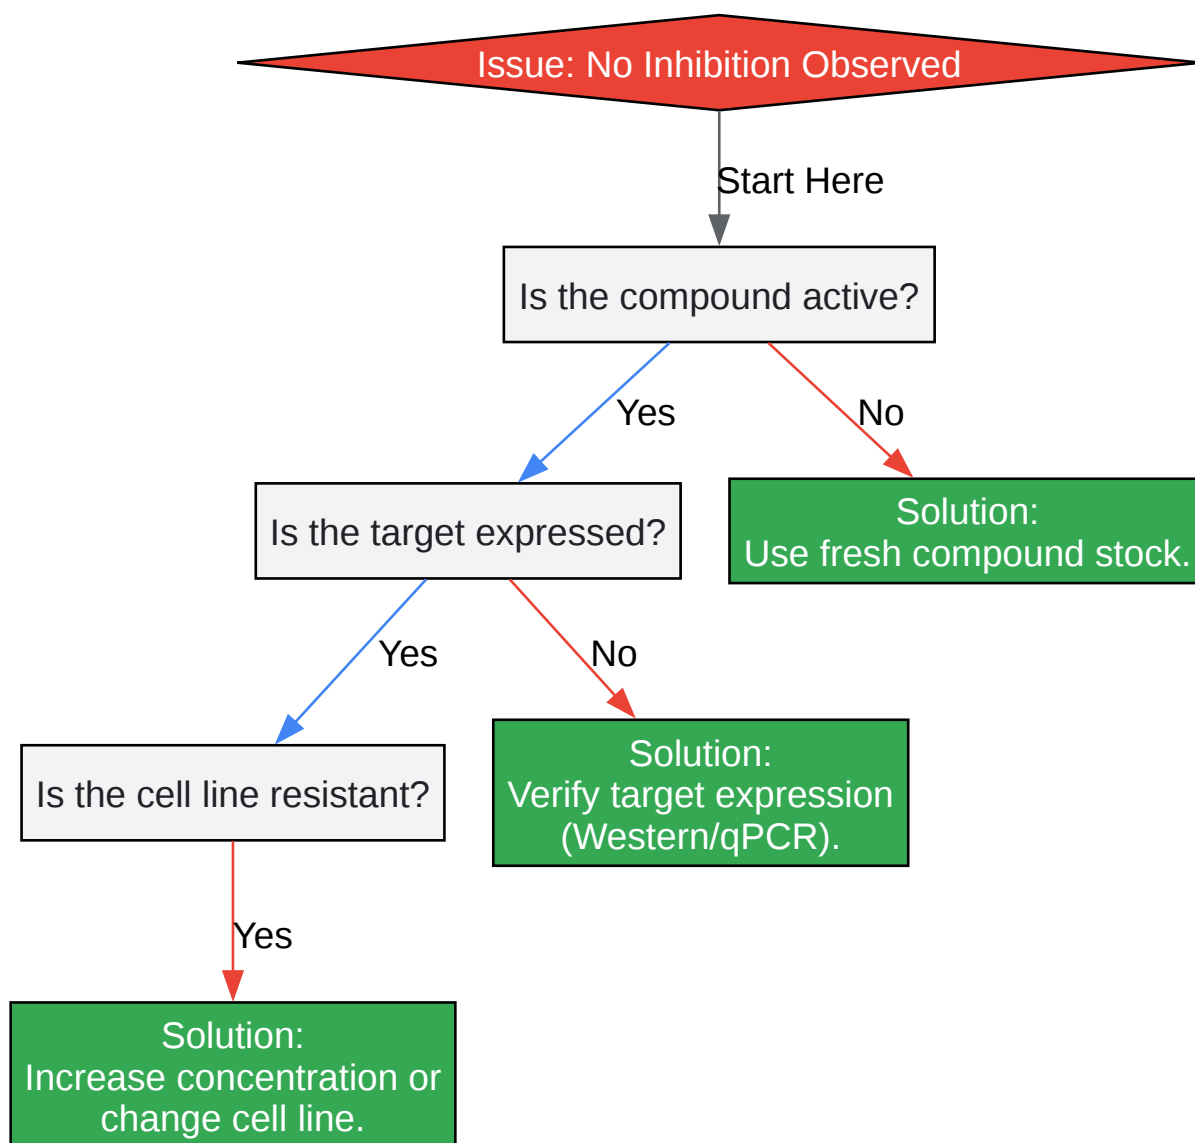 Issue: No Inhibition Observed
Start Here
Is the compound active?
Yes
No
Is the target expressed?
Solution:
Use fresh compound stock.
Yes
No
Is the cell line resistant?
Solution:
Verify target expression
(Western/qPCR).
Yes
Solution:
Increase concentration or
change cell line.